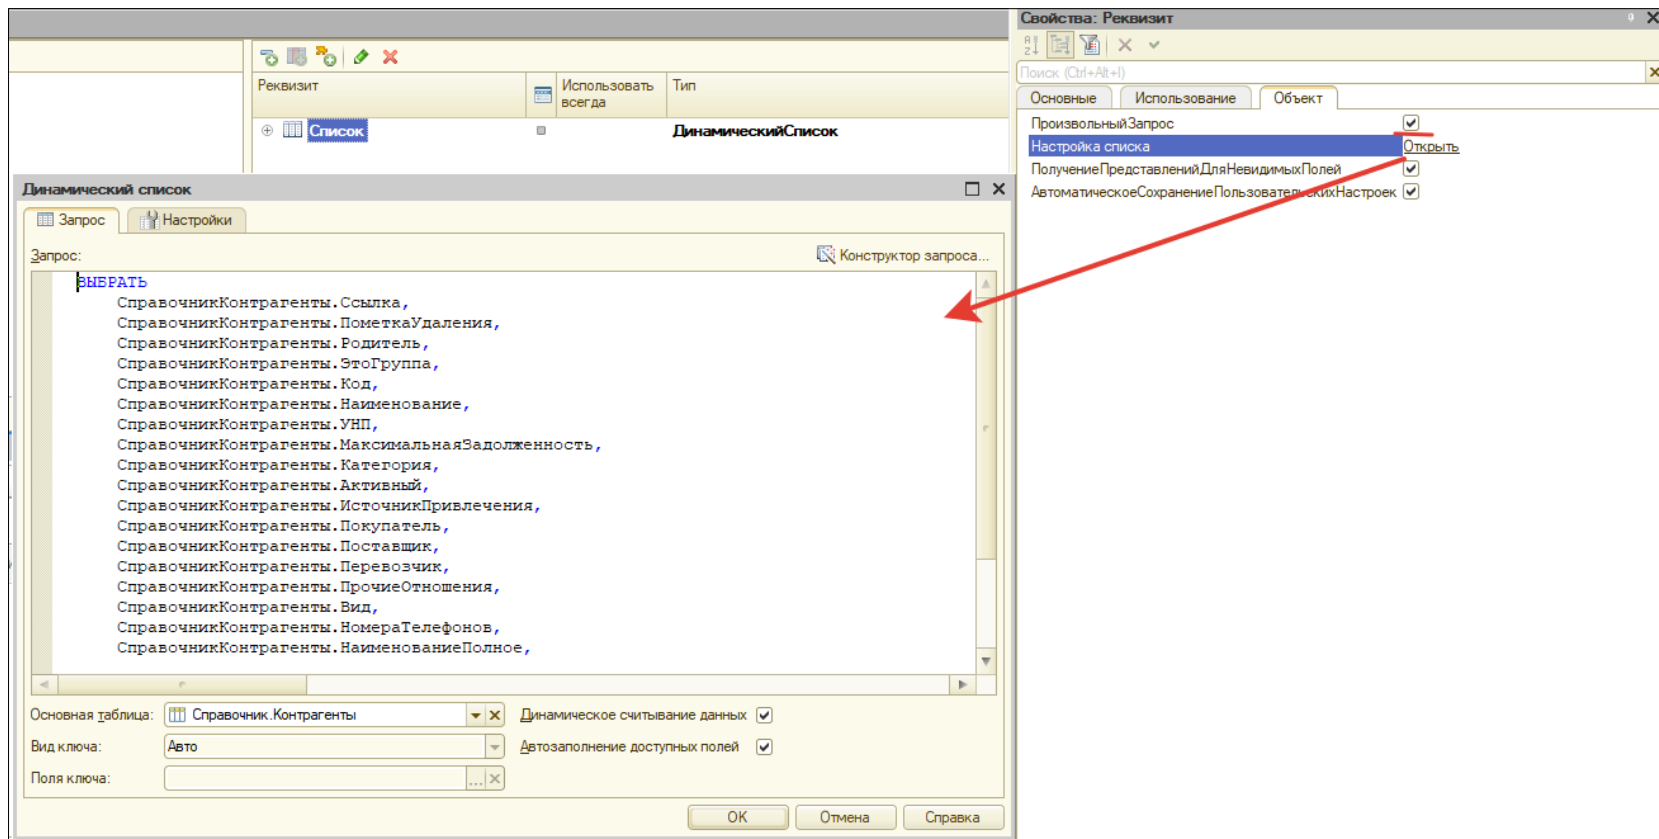 Свойства: Реквизит
Поиск (Ctrl+Alt+I)
Реквизит
Использовать всегда
Тип
Список
ДинамическийСписок
Основные
Использование
Объект
ПроизвольныйЗапрос
Настройка списка
Открыть
ПолучениеПредставленийДляНевидимыхПолей
АвтоматическоеСохранениеПользовательскихНастроек
Динамический список
Запрос
Настройки
Запрос:
Конструктор запроса...
ВЫБРАТЬ
СправочникКонтрагенты.Ссылка,
СправочникКонтрагенты.ПометкаУдаления,
СправочникКонтрагенты.Родитель,
СправочникКонтрагенты.ЭтоГруппа,
СправочникКонтрагенты.Код,
СправочникКонтрагенты.Наименование,
СправочникКонтрагенты.УНП,
СправочникКонтрагенты.МаксимальнаяЗадолженность,
СправочникКонтрагенты.Категория,
СправочникКонтрагенты.Активный,
СправочникКонтрагенты.ИсточникПривлечения,
СправочникКонтрагенты.Покупатель,
СправочникКонтрагенты.Поставщик,
СправочникКонтрагенты.Перевозчик,
СправочникКонтрагенты.ПрочиеОтношения,
СправочникКонтрагенты.Вид,
СправочникКонтрагенты.НомераТелефонов,
СправочникКонтрагенты.НаименованиеПолное,
Основная таблица:
Справочник.Контрагенты
Динамическое считывание данных
Вид ключа:
Авто
Автозаполнение доступных полей
Поля ключа:
...
OK
Отмена
Справка